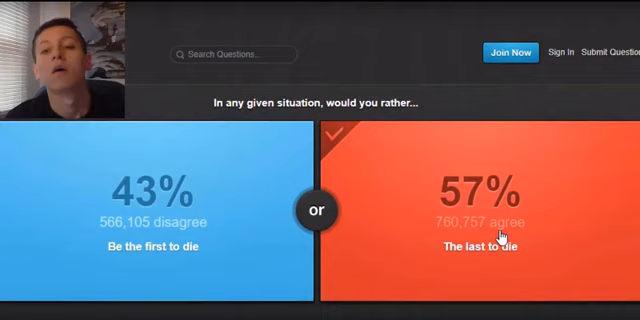 Search Questions...
Join Now
Sign In
Submit Question
In any given situation, would you rather...
43%
566,105 disagree
Be the first to die
or
57%
760,757 agree
The last to die